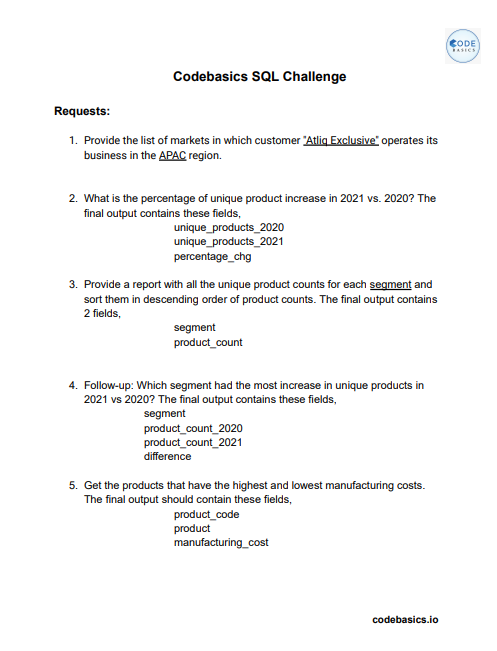 CODE
BASICS
Codebasics SQL Challenge
Requests:
1. Provide the list of markets in which customer "Atliq Exclusive" operates its
business in the APAC region.
2. What is the percentage of unique product increase in 2021 vs. 2020? The
final output contains these fields,
unique_products_2020
unique_products_2021
percentage_chg
3. Provide a report with all the unique product counts for each segment and
sort them in descending order of product counts. The final output contains
2 fields,
segment
product_count
4. Follow-up: Which segment had the most increase in unique products in
2021 vs 2020? The final output contains these fields,
segment
product_count_2020
product_count_2021
difference
5. Get the products that have the highest and lowest manufacturing costs.
The final output should contain these fields,
product_code
product
manufacturing_cost
codebasics.io